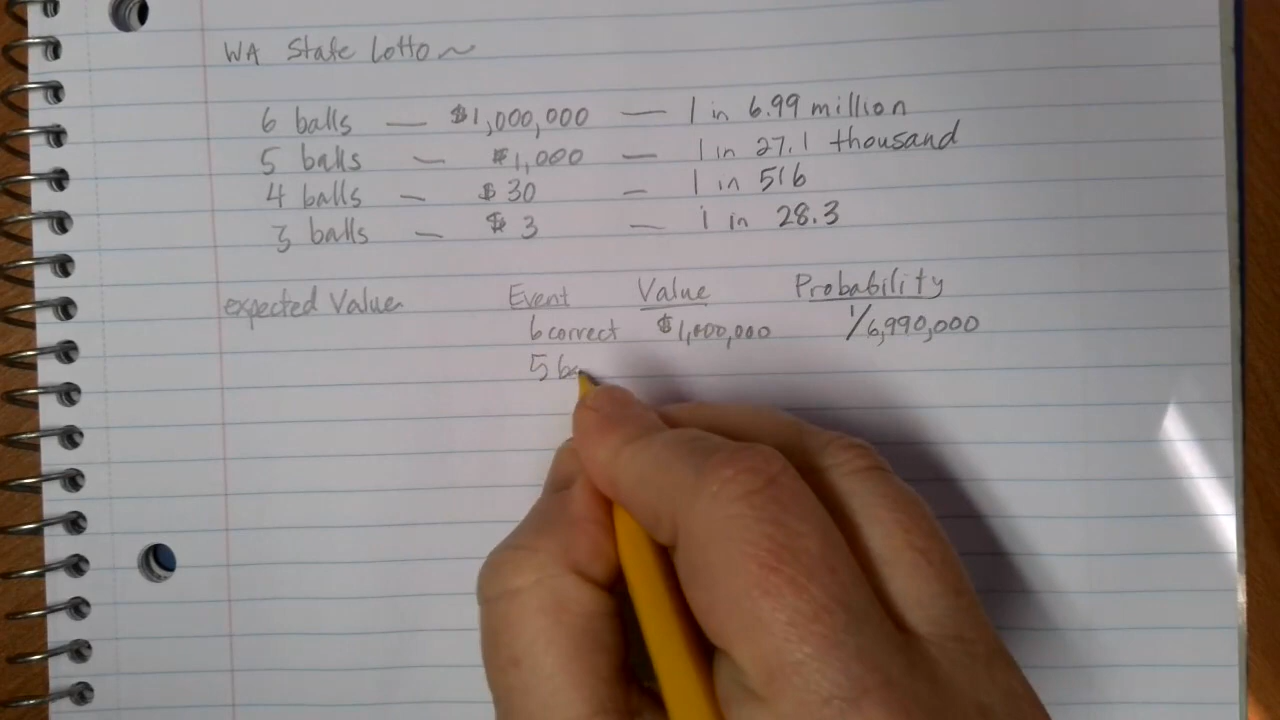 WA State Lotto ~
6 balls — $1,000,000 — 1 in 6.99 million
5 balls — $1,000 — 1 in 27.1 thousand
4 balls — $30 — 1 in 516
3 balls — $3 — 1 in 28.3
expected Value Event Value Probability
6 correct $1,000,000 1/6,990,000
5 ba